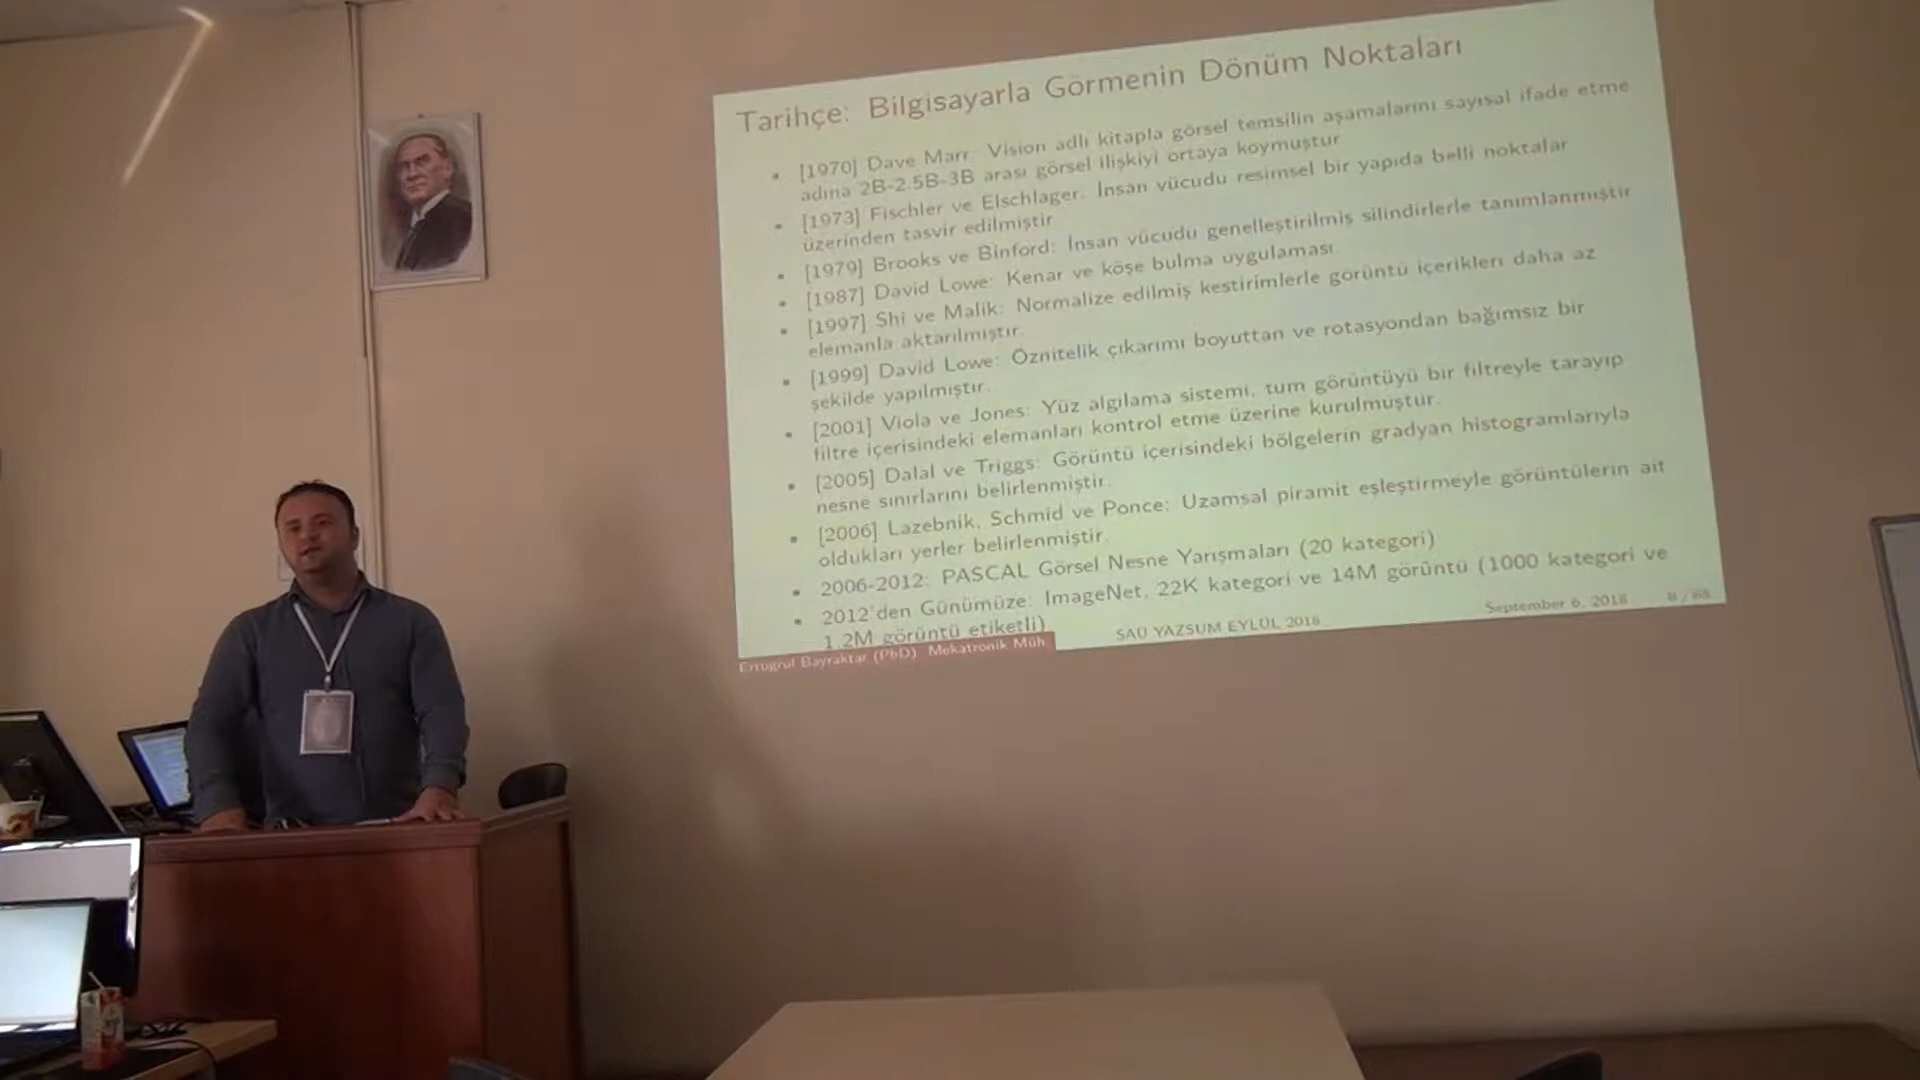 Tarihçe: Bilgisayarla Görmenin Dönüm Noktaları
[1970] Dave Marr: Vision adlı kitapla görsel temsilin aşamalarını sayısal ifade etme
adına 2B-2.5B-3B arası görsel ilişkiyi ortaya koymuştur
[1973] Fischler ve Elschlager: İnsan vücudu resimsel bir yapıda belli noktalar
üzerinden tasvir edilmiştir
[1979] Brooks ve Binford: İnsan vücudu genelleştirilmiş silindirlerle tanımlanmıştır
[1987] David Lowe: Kenar ve köşe bulma uygulaması.
[1997] Shi ve Malik: Normalize edilmiş kestirimlerle görüntü içerikleri daha az
elemanla aktarılmıştır.
[1999] David Lowe: Öznitelik çıkarımı boyuttan ve rotasyondan bağımsız bir
şekilde yapılmıştır.
[2001] Viola ve Jones: Yüz algılama sistemi, tüm görüntüyü bir filtreyle tarayıp
filtre içerisindeki elemanları kontrol etme üzerine kurulmuştur.
[2005] Dalal ve Triggs: Görüntü içerisindeki bölgelerin gradyan histogramlarıyla
nesne sınırlarını belirlenmiştir.
[2006] Lazebnik, Schmid ve Ponce: Uzamsal piramit eşleştirmeyle görüntülerin ait
oldukları yerler belirlenmiştir.
2006-2012: PASCAL Görsel Nesne Yarışmaları (20 kategori)
2012'den Günümüze: ImageNet, 22K kategori ve 14M görüntü (1000 kategori ve
1.2M görüntü etiketli)
Ertugrul Bayraktar (PhD) Mekatronik Müh
SAÜ YAZSUM EYLÜL 2018
September 6, 2018
9 / 68